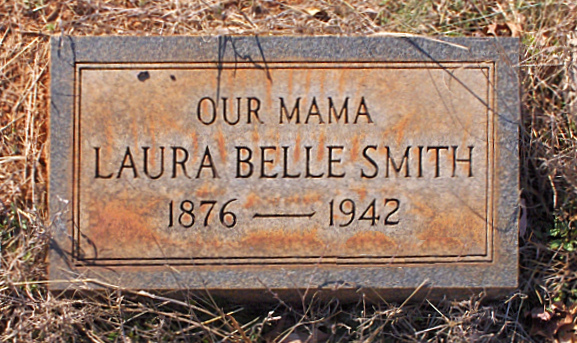 OUR MAMA
LAURA BELLE SMITH
1876 — 1942